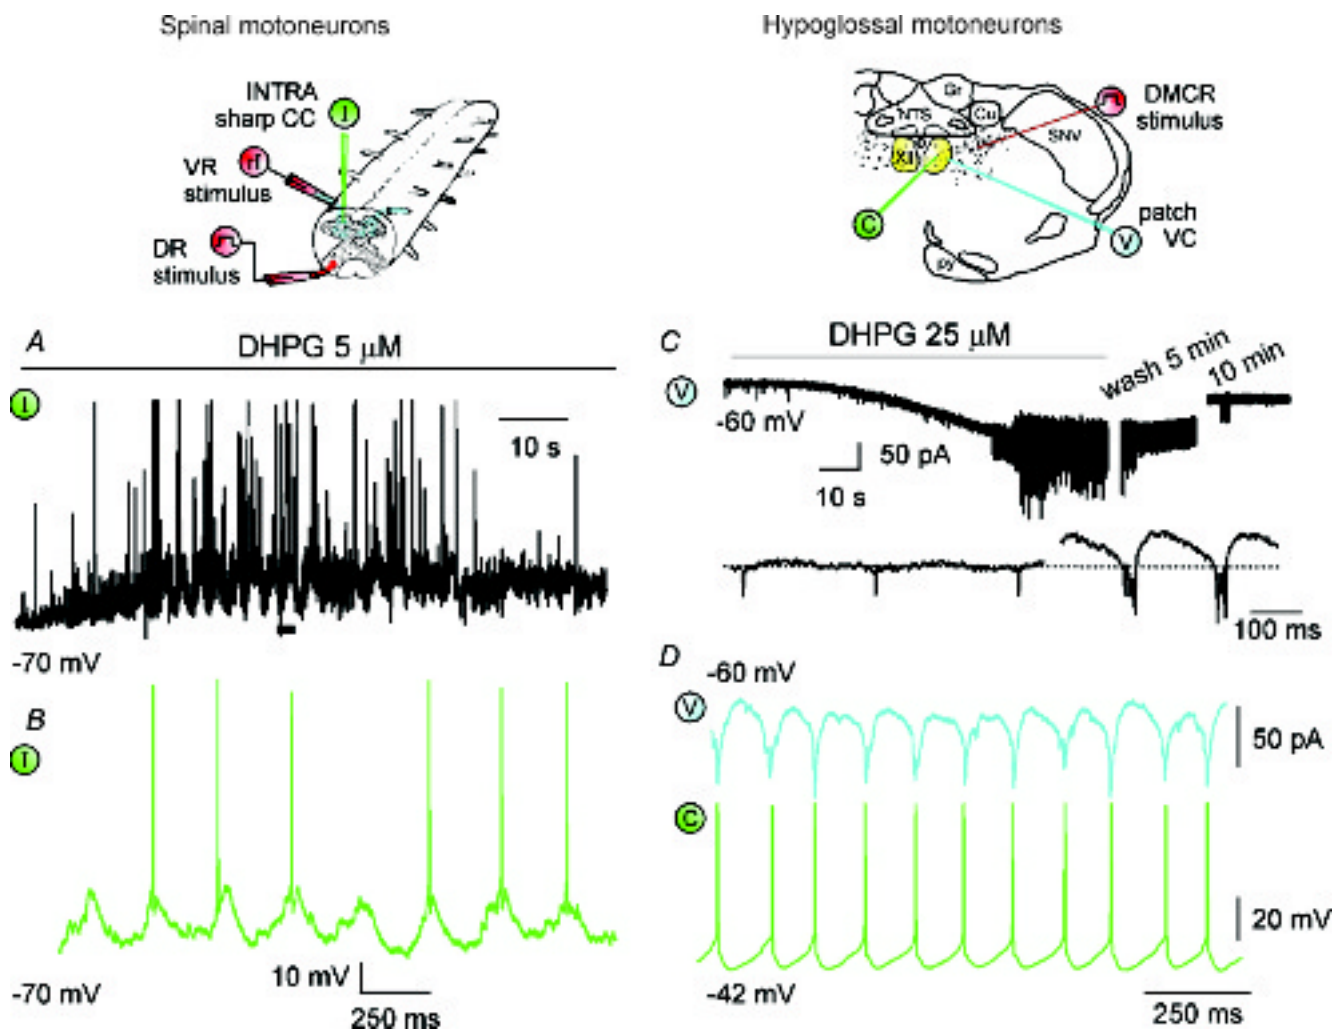 Spinal motoneurons
INTRA
sharp CC
I
VR
stimulus
rf
DR
stimulus
Hypoglossal motoneurons
Gr
NTS
Cu
SNV
XII
DMCR
stimulus
C
patch
VC
V
py
A
DHPG 5 µM
I
10 s
-70 mV
B
I
10 mV
-70 mV
250 ms
C
DHPG 25 µM
wash 5 min
10 min
V
-60 mV
50 pA
10 s
100 ms
D
-60 mV
V
50 pA
C
20 mV
-42 mV
250 ms